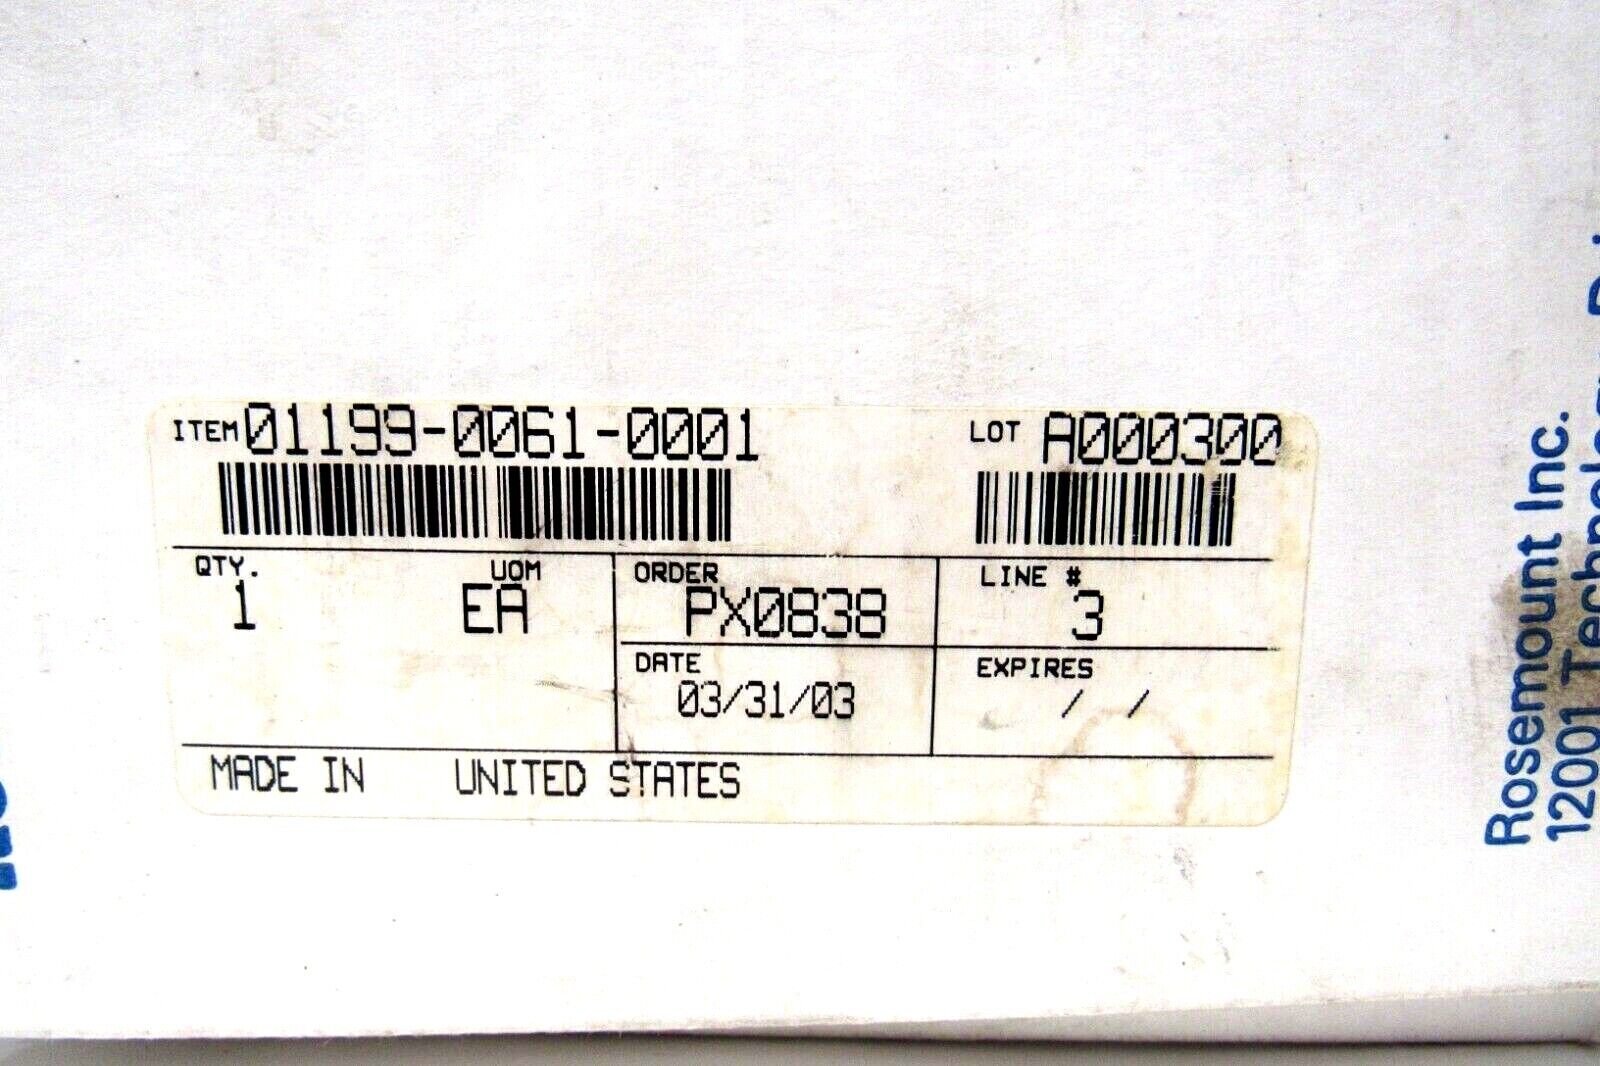 ITEM 01199-0061-0001 LOT A000300
QTY. UOM ORDER LINE #
1 EA PX0838 3
DATE EXPIRES
03/31/03 / /
MADE IN UNITED STATES
Rosemount Inc.
12001 Technology